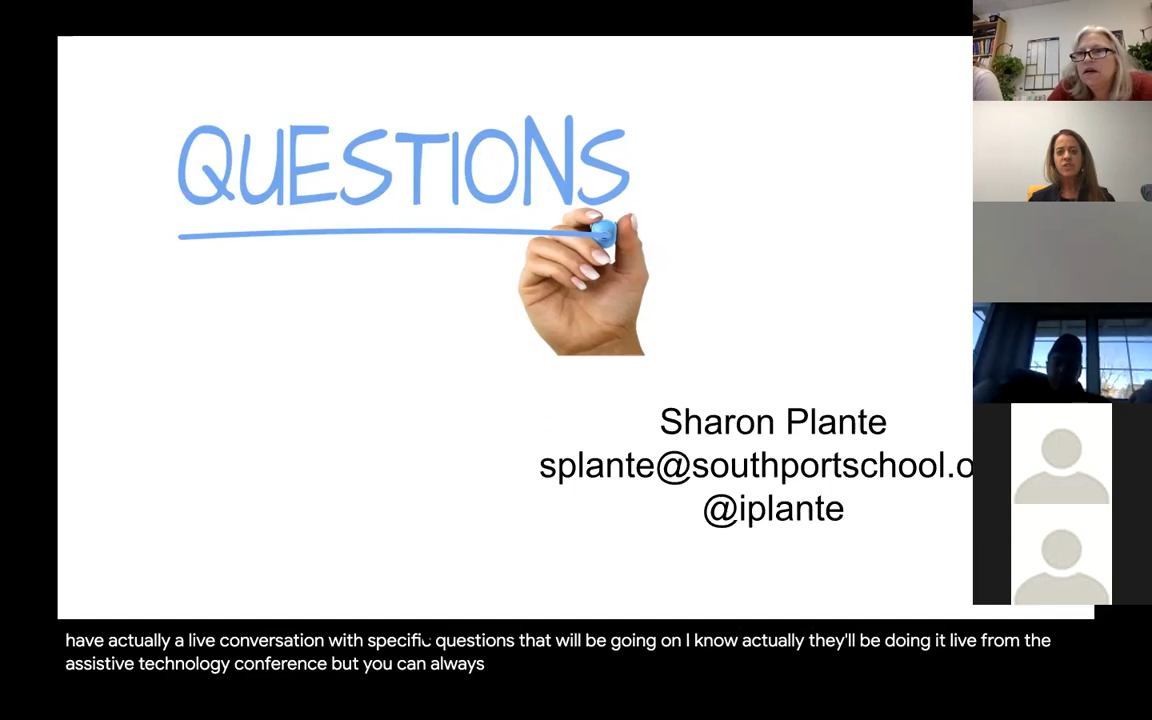 QUESTIONS
Sharon Plante
splante@southportschool.o
@iplante
have actually a live conversation with specific questions that will be going on I know actually they'll be doing it live from the
assistive technology conference but you can always